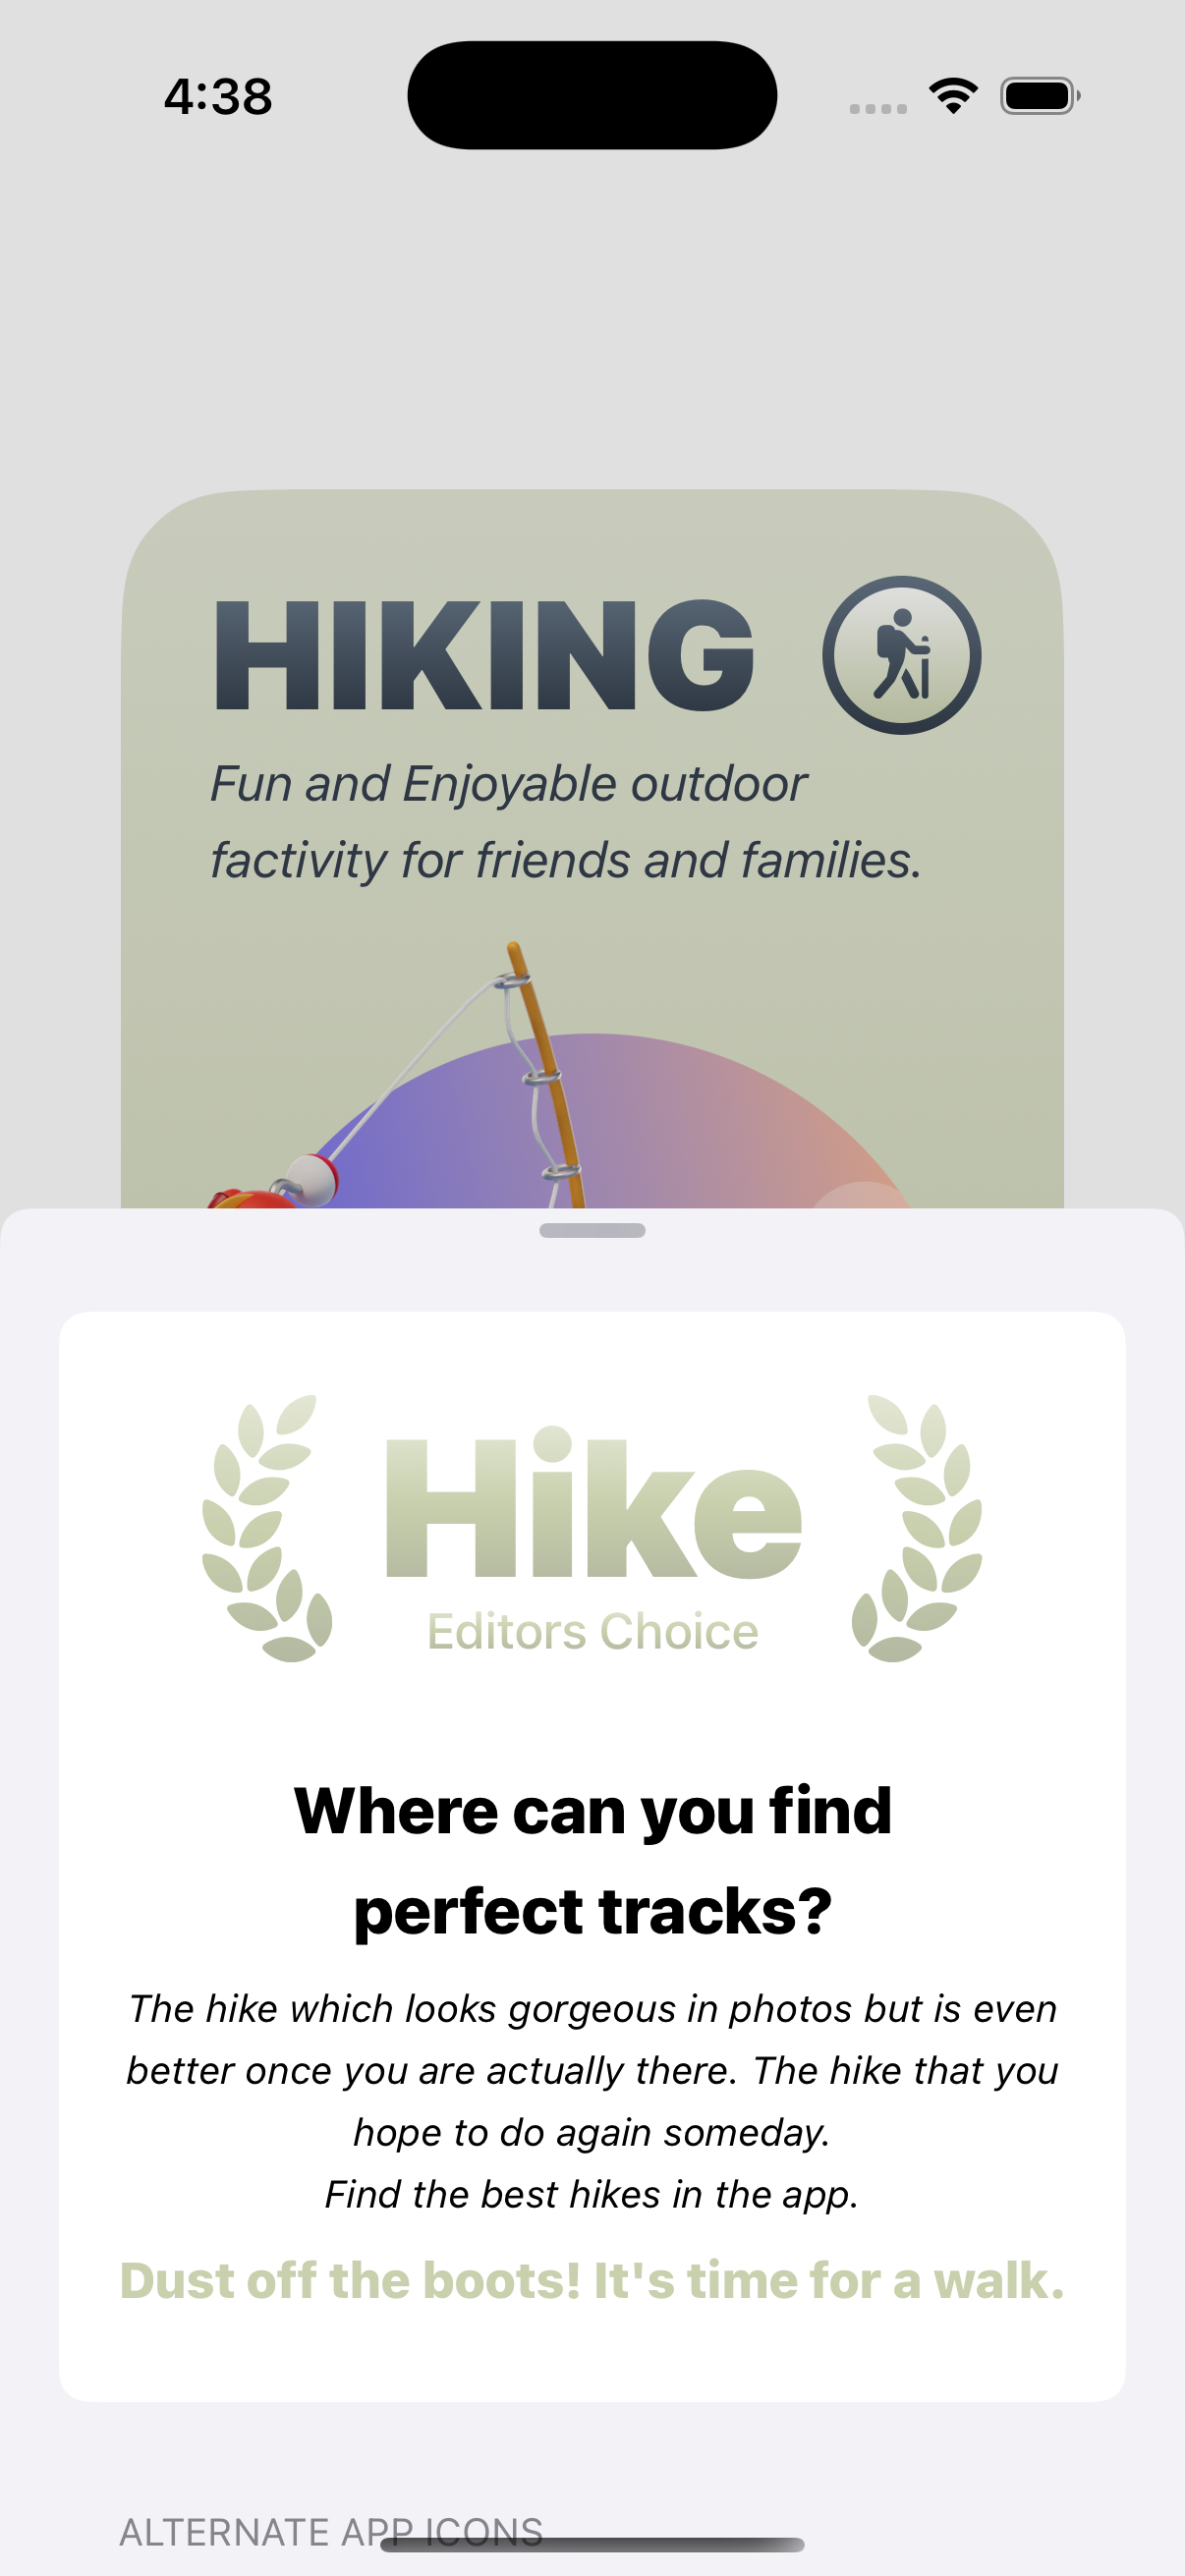 4:38
HIKING
Fun and Enjoyable outdoor
factivity for friends and families.
Hike
Editors Choice
Where can you find
perfect tracks?
The hike which looks gorgeous in photos but is even
better once you are actually there. The hike that you
hope to do again someday.
Find the best hikes in the app.
Dust off the boots! It's time for a walk.
ALTERNATE APP ICONS